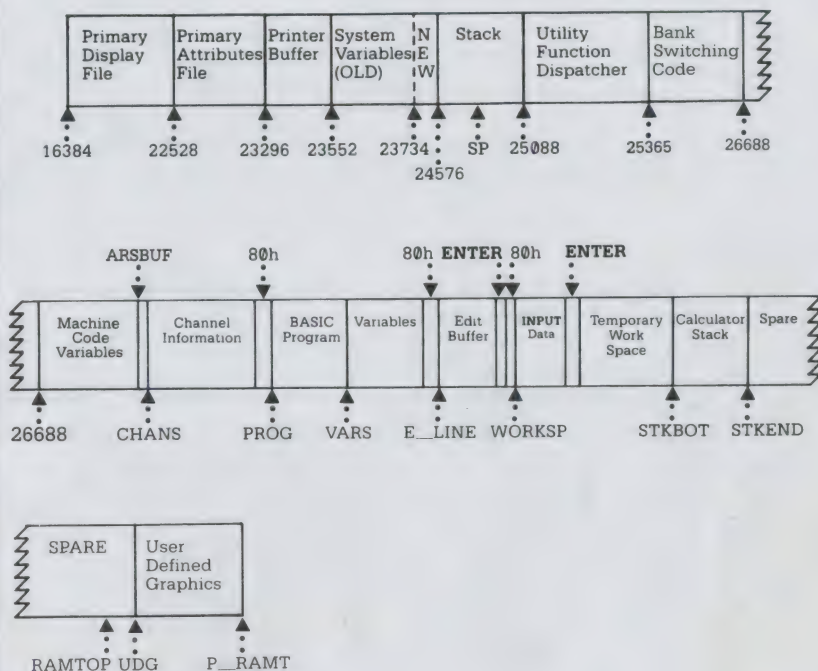 Primary
Display
File
Primary
Attributes
File
Printer
Buffer
System
Variables
(OLD)
N
E
W
Stack
Utility
Function
Dispatcher
Bank
Switching
Code
16384
22528
23296
23552
23734
24576
SP
25088
25365
26688
ARSBUF
80h
80h ENTER 80h
ENTER
Machine
Code
Variables
Channel
Information
BASIC
Program
Variables
Edit
Buffer
INPUT
Data
Temporary
Work
Space
Calculator
Stack
Spare
26688
CHANS
PROG
VARS
E__LINE
WORKSP
STKBOT
STKEND
SPARE
User
Defined
Graphics
RAMTOP UDG
P__RAMT